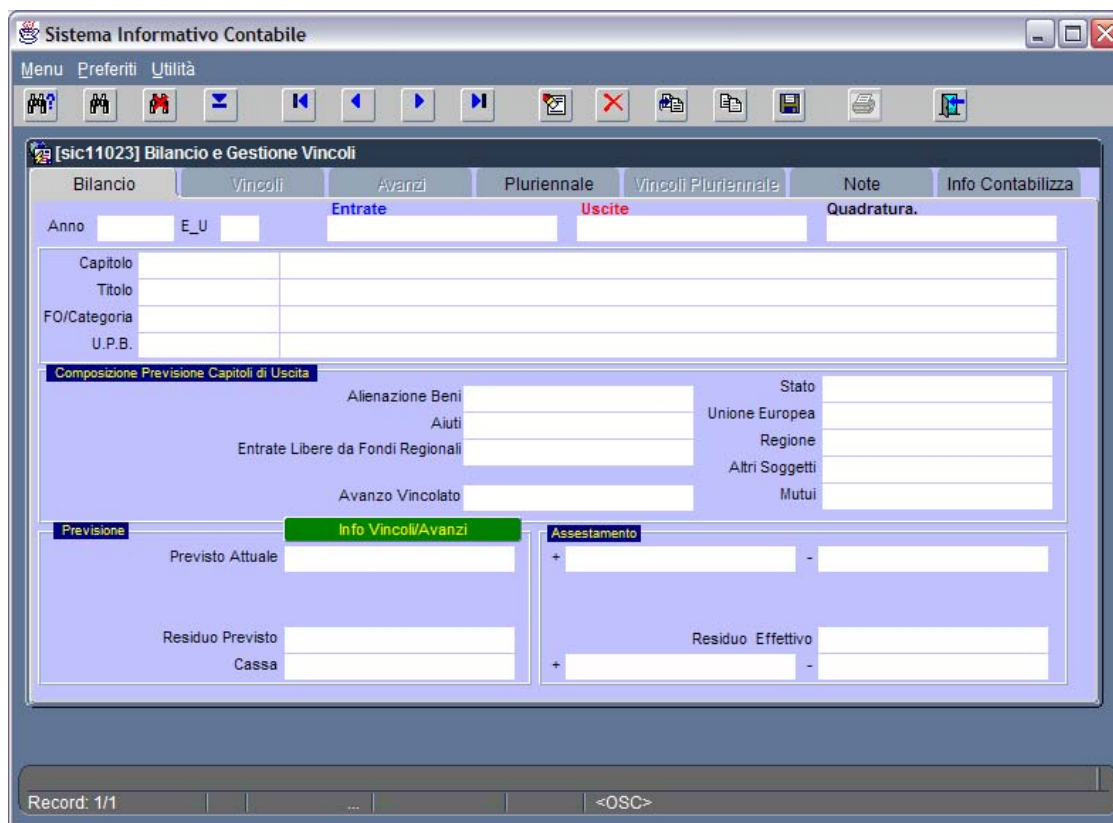 Sistema Informativo Contabile
Menu Preferiti Utilità
[sic11023] Bilancio e Gestione Vincoli
Bilancio Vincoli Avanzi Pluriennale Vincoli Pluriennale Note Info Contabilizza
Entrate Uscite Quadratura.
Anno E_U
Capitolo
Titolo
FO/Categoria
U.P.B.
Composizione Previsione Capitoli di Uscita
Alienazione Beni Stato
Aiuti Unione Europea
Entrate Libere da Fondi Regionali Regione
Altri Soggetti
Avanzo Vincolato Mutui
Previsione Info Vincoli/Avanzi Assestamento
Previsto Attuale + -
Residuo Previsto Residuo Effettivo
Cassa + -
Record: 1/1 ... <OSC>